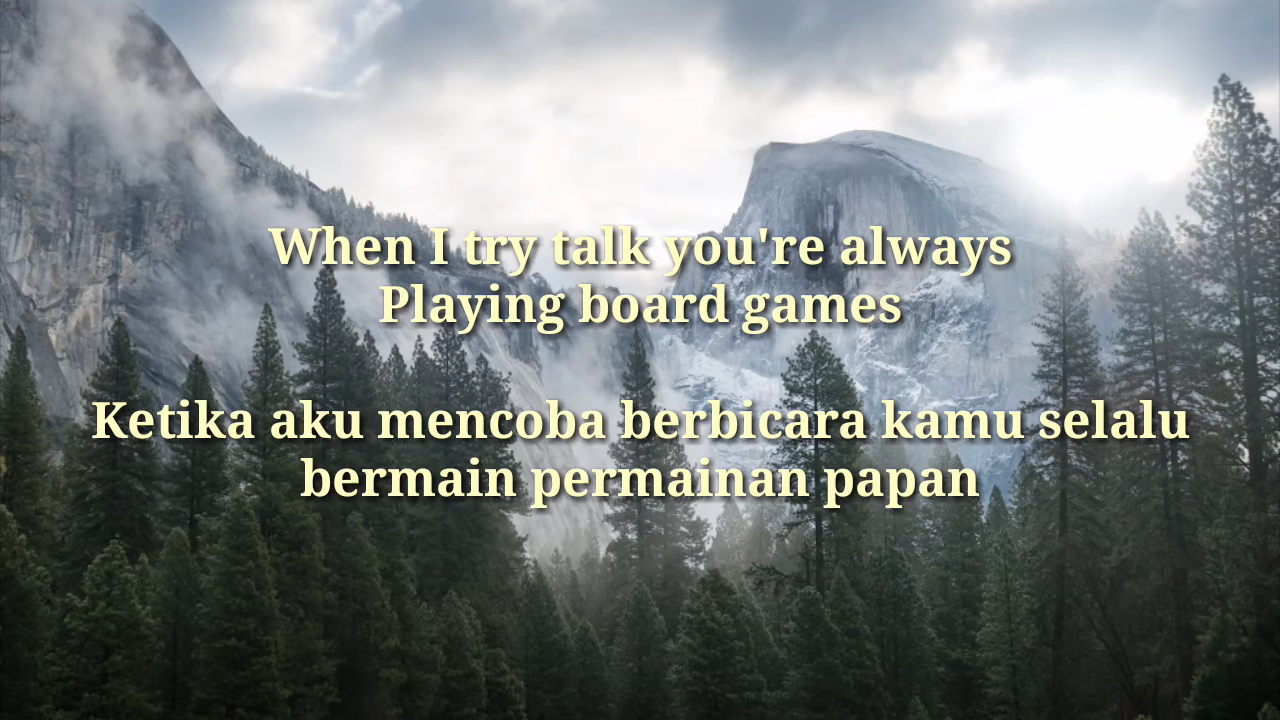 When I try talk you're always
Playing board games
Ketika aku mencoba berbicara kamu selalu
bermain permainan papan